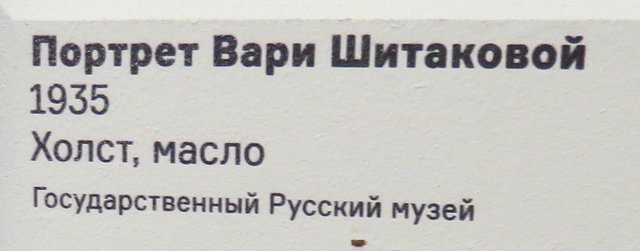 Портрет Вари Шитаковой
1935
Холст, масло
Государственный Русский музей